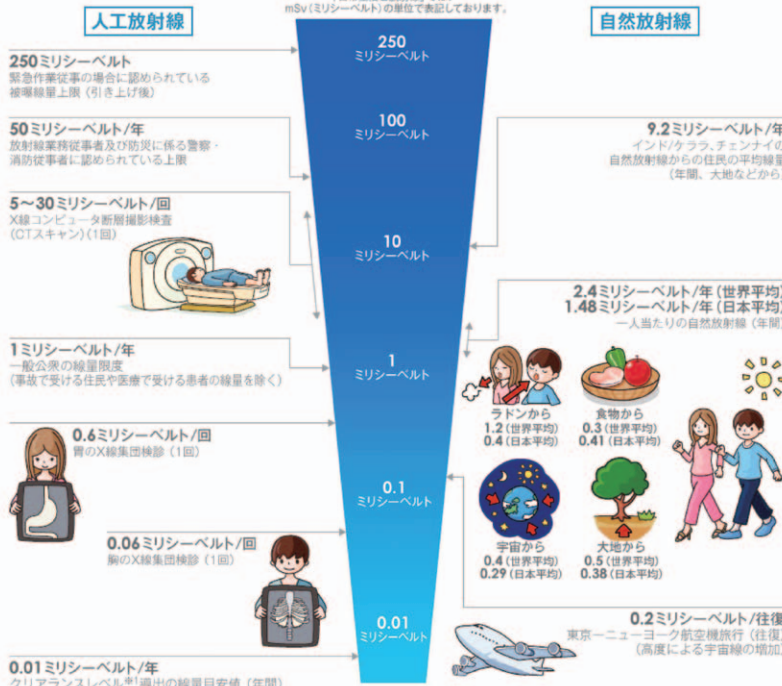 mSv(ミリシーベルト)の単位で表記しております。
人工放射線
250ミリシーベルト
緊急作業従事の場合に認められている
被曝線量上限(引き上げ後)
50ミリシーベルト/年
放射線業務従事者及び防災に係る警察・
消防従事者に認められている上限
5〜30ミリシーベルト/回
X線コンピュータ断層撮影検査
(CTスキャン)(1回)
1ミリシーベルト/年
一般公衆の線量限度
(事故で受ける住民や医療で受ける患者の線量を除く)
0.6ミリシーベルト/回
胃のX線集団検診(1回)
0.06ミリシーベルト/回
胸のX線集団検診(1回)
0.01ミリシーベルト/年
クリアランスレベル※1導出の線量目安値(年間)
250
ミリシーベルト
100
ミリシーベルト
10
ミリシーベルト
1
ミリシーベルト
0.1
ミリシーベルト
0.01
ミリシーベルト
自然放射線
9.2ミリシーベルト/年
インド/ケララ、チェンナイの
自然放射線からの住民の平均線量
(年間、大地などから)
2.4ミリシーベルト/年(世界平均)
1.48ミリシーベルト/年(日本平均)
一人当たりの自然放射線(年間)
ラドンから
1.2(世界平均)
0.4(日本平均)
食物から
0.3(世界平均)
0.41(日本平均)
宇宙から
0.4(世界平均)
0.29(日本平均)
大地から
0.5(世界平均)
0.38(日本平均)
0.2ミリシーベルト/往復
東京ーニューヨーク航空機旅行(往復)
(高度による宇宙線の増加)